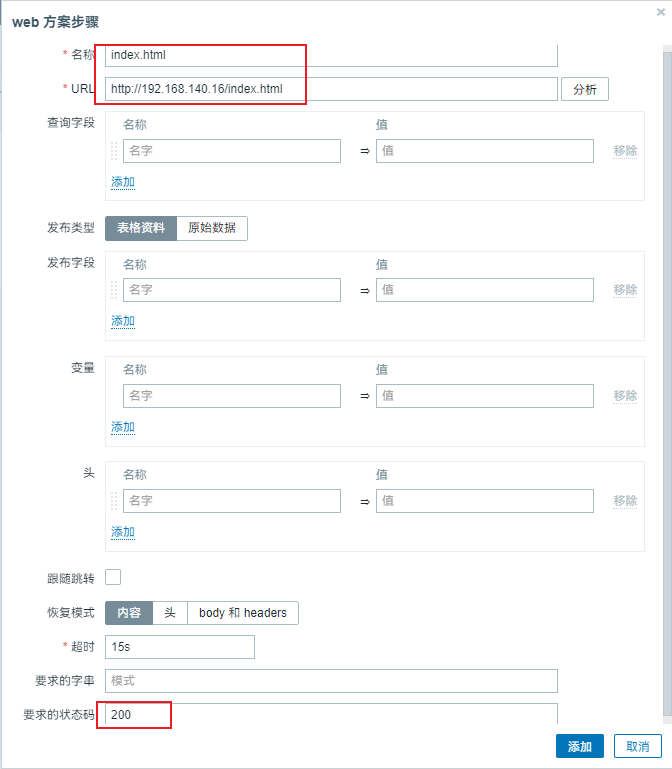 web 方案步骤
* 名称 index.html
* URL http://192.168.140.16/index.html 分析
查询字段 名称 值
名字 ⇒ 值 移除
添加
发布类型 表格资料 原始数据
发布字段 名称 值
名字 ⇒ 值 移除
添加
变量 名称 值
名字 ⇒ 值 移除
添加
头 名称 值
名字 ⇒ 值 移除
添加
跟随跳转
恢复模式 内容 头 body 和 headers
* 超时 15s
要求的字串 模式
要求的状态码 200
添加 取消